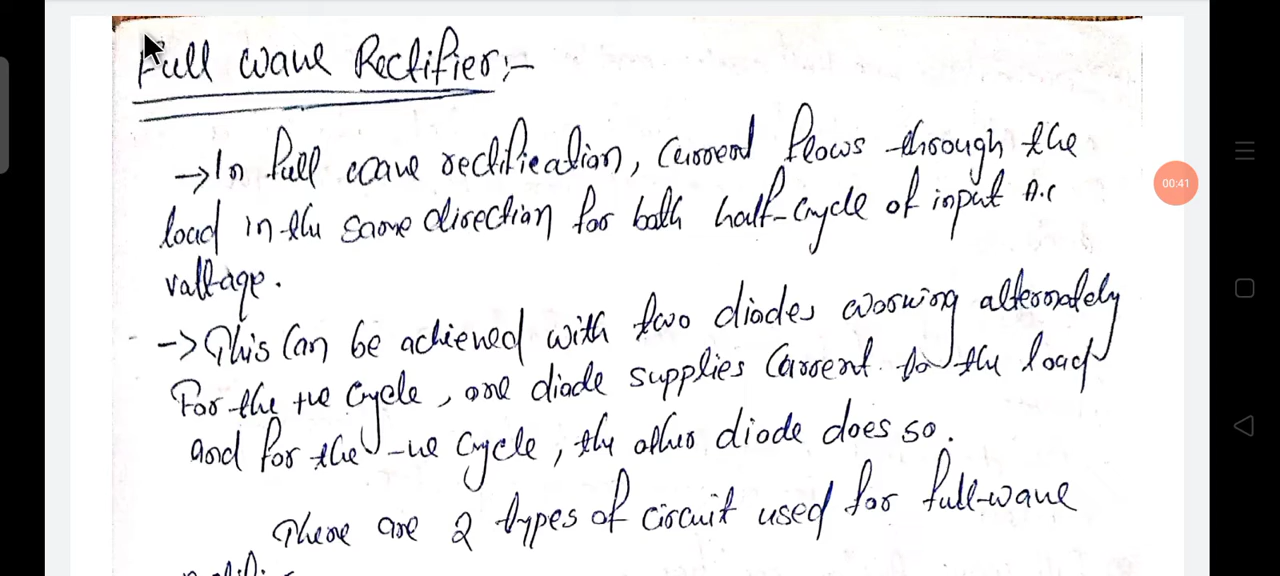 Full wave Rectifier:-
→ In full wave rectification, Current flows through the
load in the same direction for both half-cycle of input A.C
voltage.
→ This can be achieved with two diodes working alternately
For the +ve Cycle, one diode supplies Current to the load
and for the -ve Cycle, the other diode does so.
There are 2 types of circuit used for full-wave
00:41